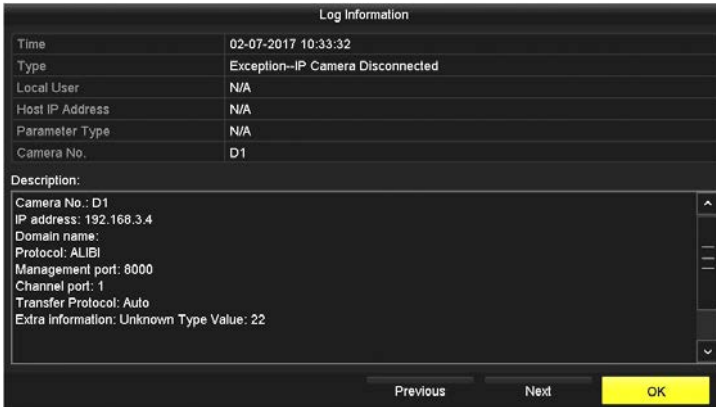 Log Information
Time 02-07-2017 10:33:32
Type Exception--IP Camera Disconnected
Local User N/A
Host IP Address N/A
Parameter Type N/A
Camera No. D1
Description:
Camera No.: D1
IP address: 192.168.3.4
Domain name:
Protocol: ALIBI
Management port: 8000
Channel port: 1
Transfer Protocol: Auto
Extra information: Unknown Type Value: 22
Previous Next OK